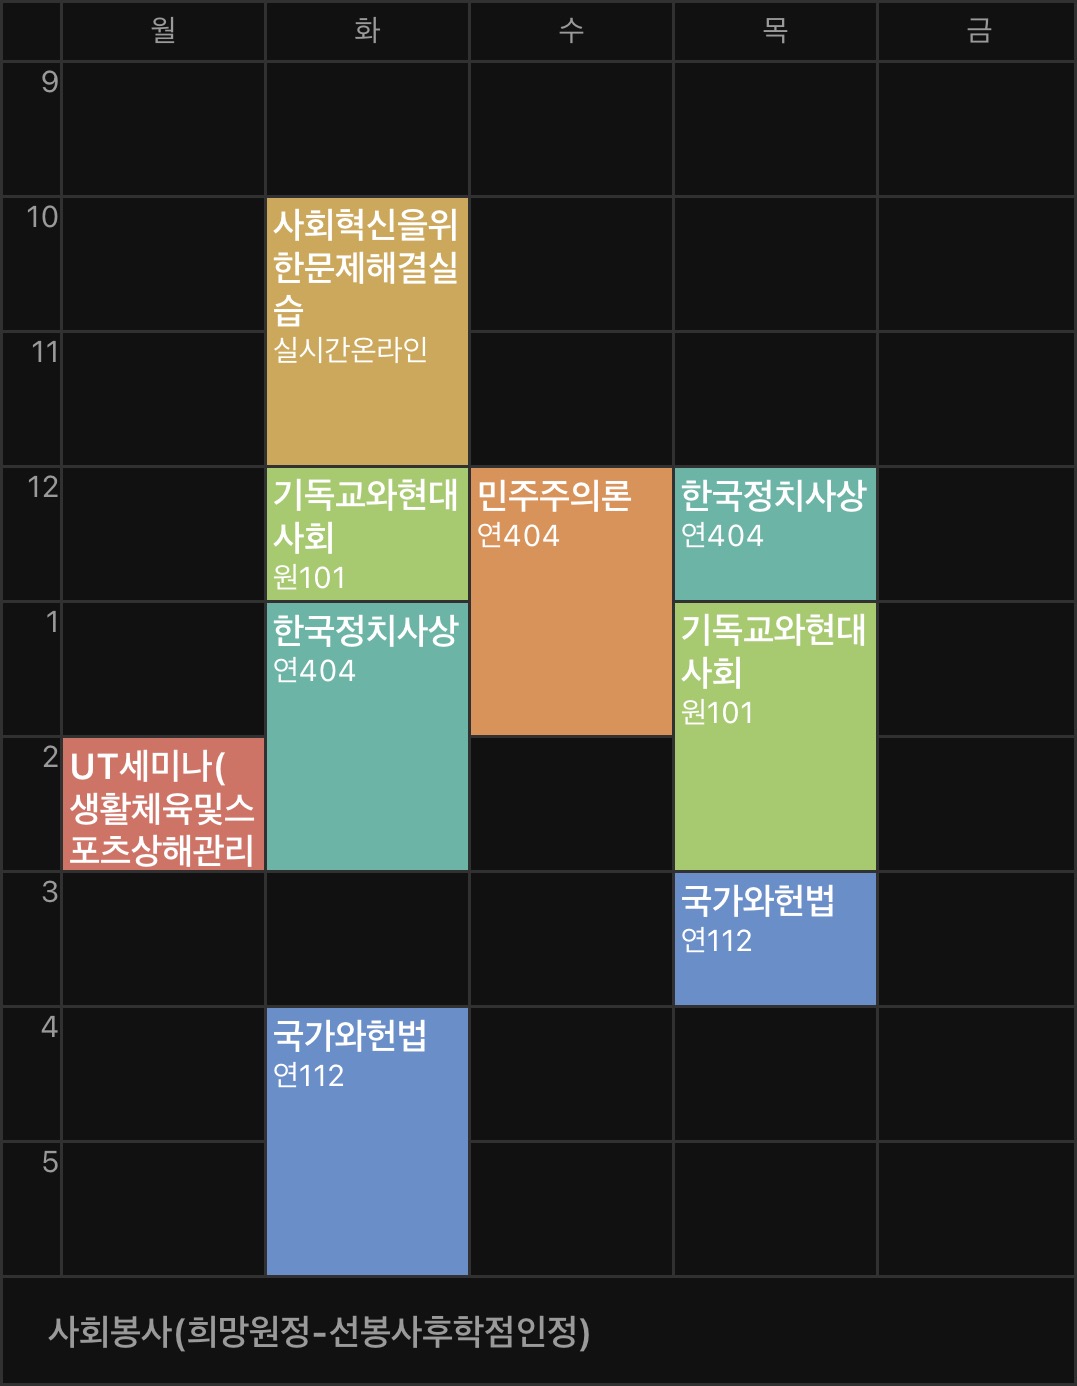 월 화 수 목 금
9
10
사회혁신을위
한문제해결실
습
실시간온라인
11
12
기독교와현대
사회
원101
민주주의론
연404
한국정치사상
연404
1
한국정치사상
연404
기독교와현대
사회
원101
2
UT세미나(
생활체육및스
포츠상해관리
3
국가와헌법
연112
4
국가와헌법
연112
5
사회봉사(희망원정-선봉사후학점인정)